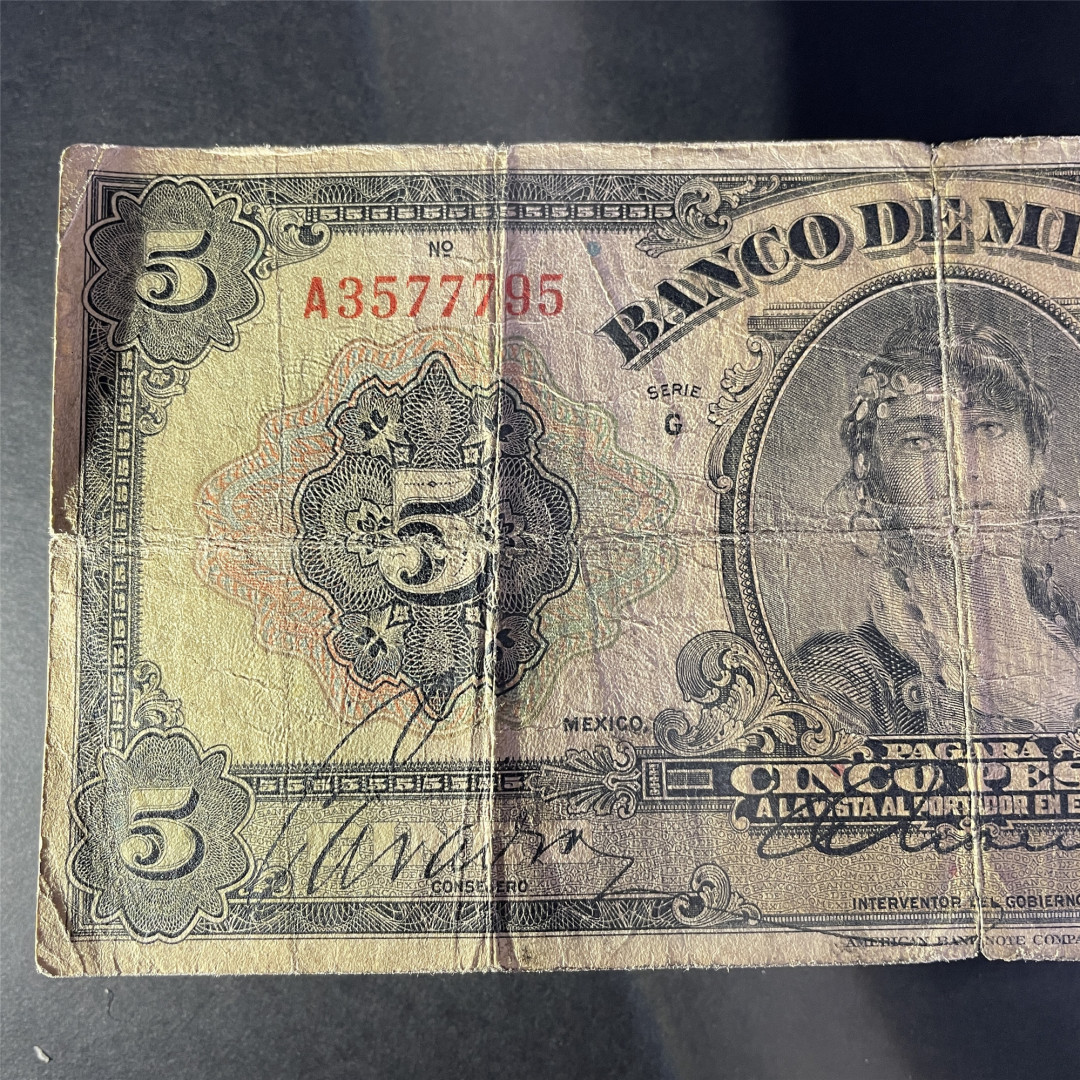 5
Nº
A3577795
BANCO DE MÉ
SERIE
G
5
MEXICO.
PAGARÁ
CINCO PES
A LA VISTA AL PORTADOR EN E
5
CONSEJERO
INTERVENTOR DEL GOBIERNO
AMERICAN BANK NOTE COMPA